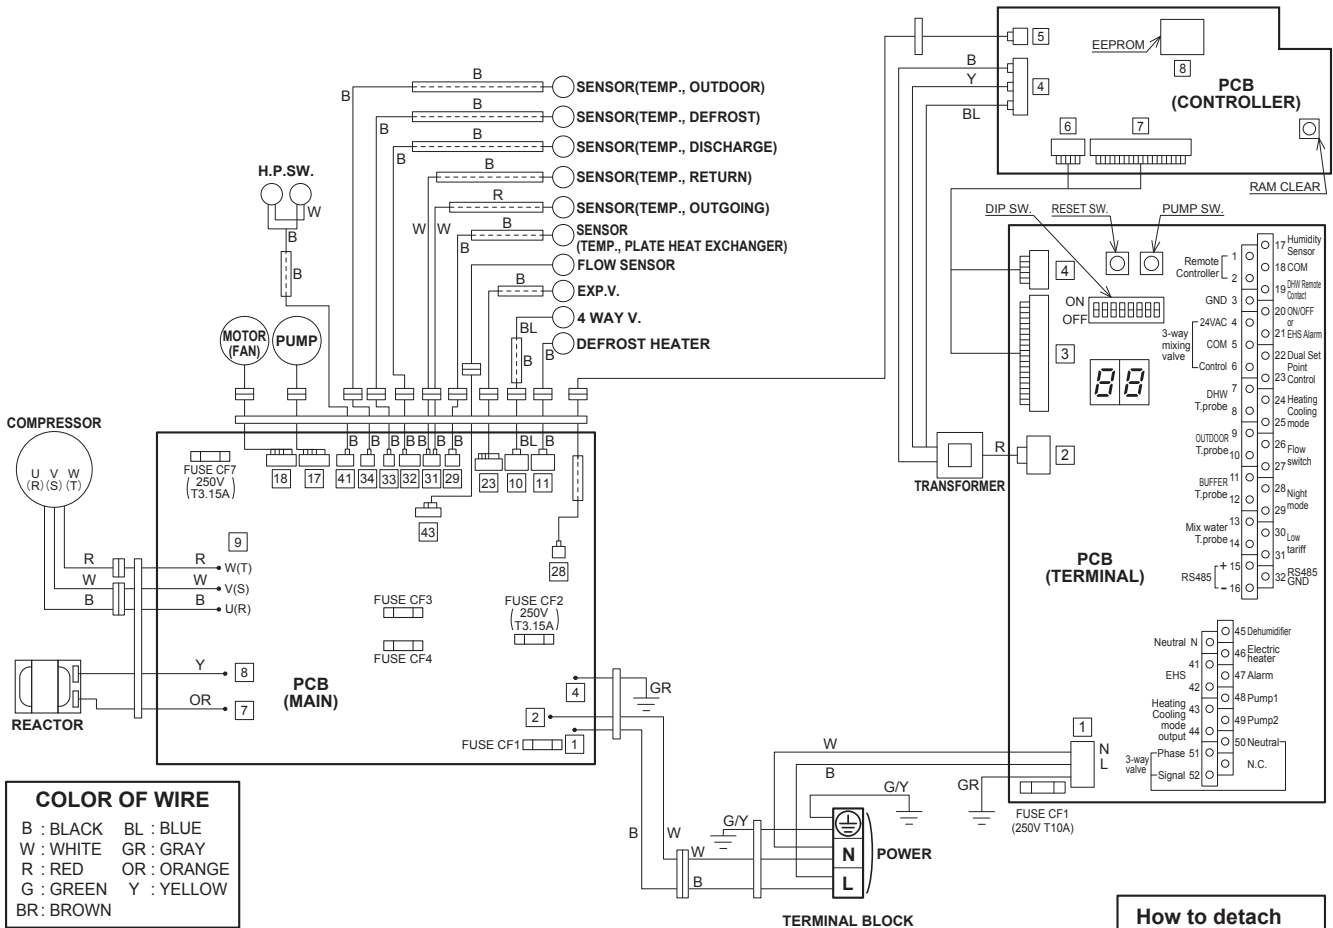 SENSOR(TEMP., OUTDOOR)
SENSOR(TEMP., DEFROST)
SENSOR(TEMP., DISCHARGE)
SENSOR(TEMP., RETURN)
SENSOR(TEMP., OUTGOING)
SENSOR
(TEMP., PLATE HEAT EXCHANGER)
FLOW SENSOR
EXP.V.
4 WAY V.
DEFROST HEATER
B
B
B
B
R
B
B
BL
B
B
B
B
B
W
W
B
H.P.SW.
W
B
B
MOTOR
(FAN)
PUMP
COMPRESSOR
U V W
(R) (S) (T)
R
W
B
R
W
B
W(T)
V(S)
U(R)
9
REACTOR
Y
OR
8
7
FUSE CF7
250V
T3.15A
B
B
B
B
B
B
B
B
BL
B
18
17
41
34
33
32
31
29
23
10
11
43
28
FUSE CF3
FUSE CF4
FUSE CF2
250V
T3.15A
PCB
(MAIN)
4
2
FUSE CF1
1
GR
5
EEPROM
8
PCB
(CONTROLLER)
B
Y
BL
4
6
7
RAM CLEAR
DIP SW.
RESET SW.
PUMP SW.
4
3
ON
OFF
88
TRANSFORMER
R
2
PCB
(TERMINAL)
Remote
Controller
1
2
GND 3
24VAC 4
3-way
mixing
valve
COM 5
Control 6
DHW
T.probe
7
8
OUTDOOR
T.probe
9
10
BUFFER
T.probe
11
12
Mix water
T.probe
13
14
RS485
+ 15
- 16
17 Humidity
Sensor
18 COM
19 DHW Remote
Contact
20 ON/OFF
or
21 EHS Alarm
22 Dual Set
Point
23 Control
24 Heating
Cooling
25 mode
26 Flow
switch
27
28 Night
29 mode
30 Low
tariff
31
32 RS485
GND
Neutral N
EHS
41
42
Heating
Cooling
mode
output
43
44
3-way
valve
Phase 51
Signal 52
45 Dehumidifier
46 Electric
heater
47 Alarm
48 Pump1
49 Pump2
50 Neutral
N.C.
1
N
L
W
B
GR
FUSE CF1
(250V T10A)
G/Y
G/Y
B
W
W
B
N
L
POWER
TERMINAL BLOCK
COLOR OF WIRE
B : BLACK BL : BLUE
W : WHITE GR : GRAY
R : RED OR : ORANGE
G : GREEN Y : YELLOW
BR : BROWN
How to detach